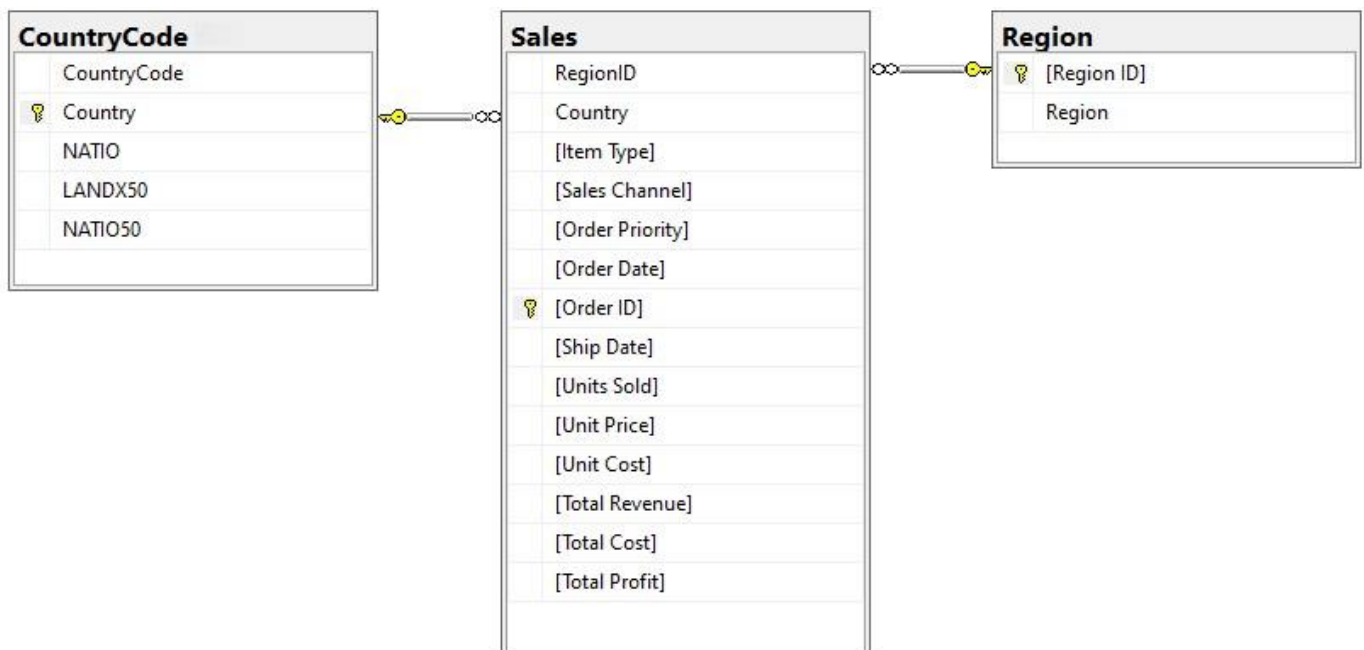 CountryCode
CountryCode
Country
NATIO
LANDX50
NATIO50
Sales
RegionID
Country
[Item Type]
[Sales Channel]
[Order Priority]
[Order Date]
[Order ID]
[Ship Date]
[Units Sold]
[Unit Price]
[Unit Cost]
[Total Revenue]
[Total Cost]
[Total Profit]
Region
[Region ID]
Region